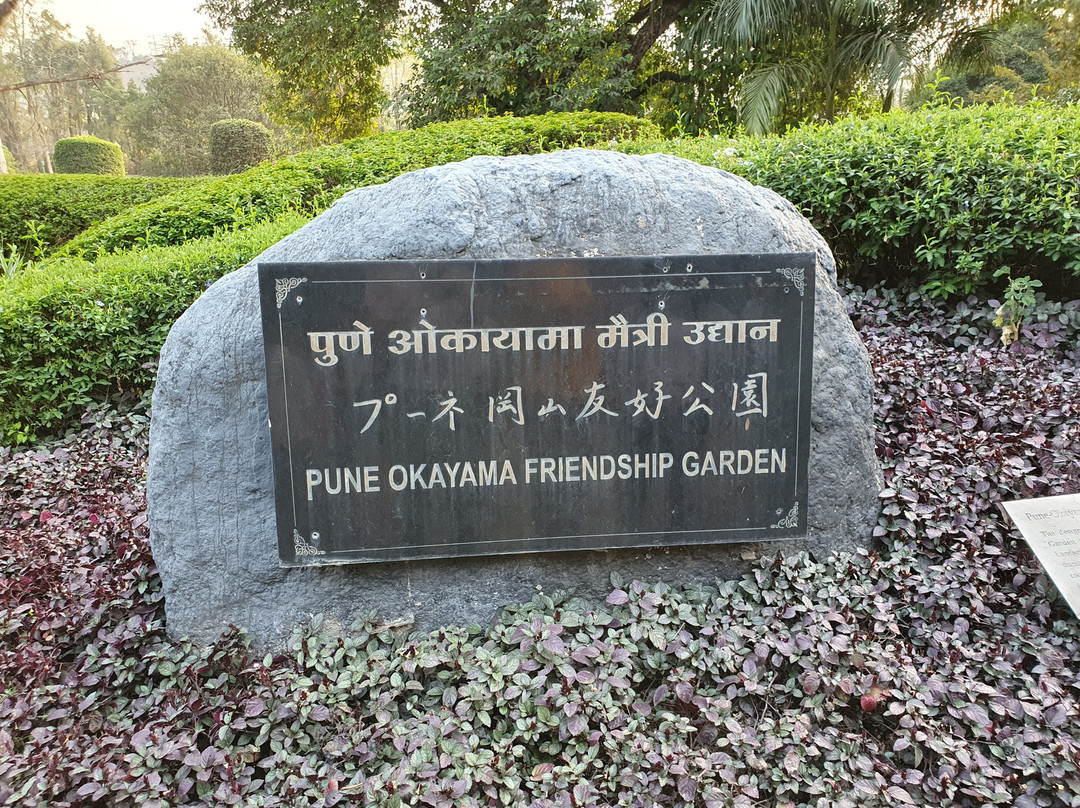 पुणे ओकायामा मैत्री उद्यान
プーネ 岡山友好公園
PUNE OKAYAMA FRIENDSHIP GARDEN